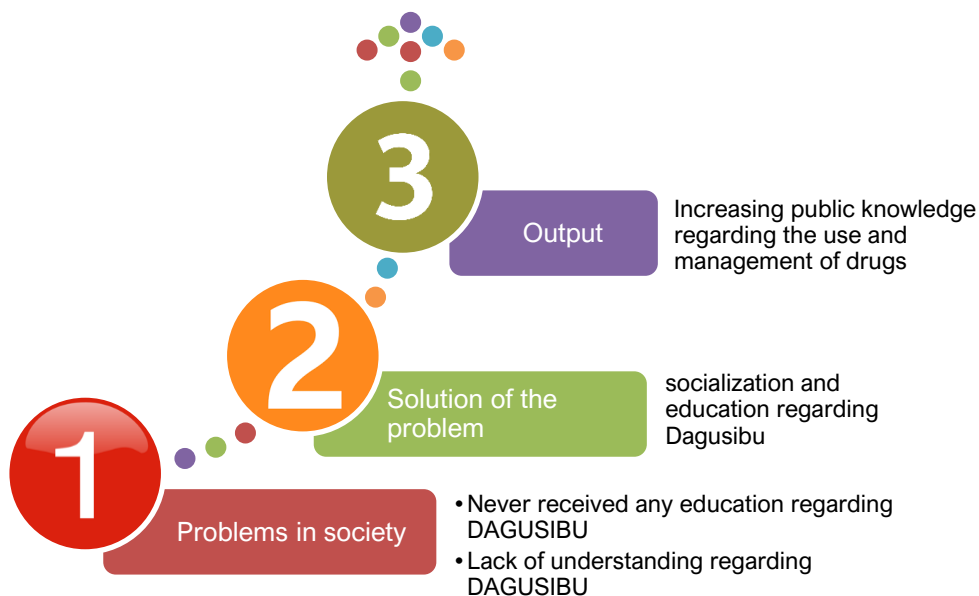 3
Output
Increasing public knowledge
regarding the use and
management of drugs
2
Solution of the
problem
socialization and
education regarding
Dagusibu
1
Problems in society
• Never received any education regarding
DAGUSIBU
• Lack of understanding regarding
DAGUSIBU